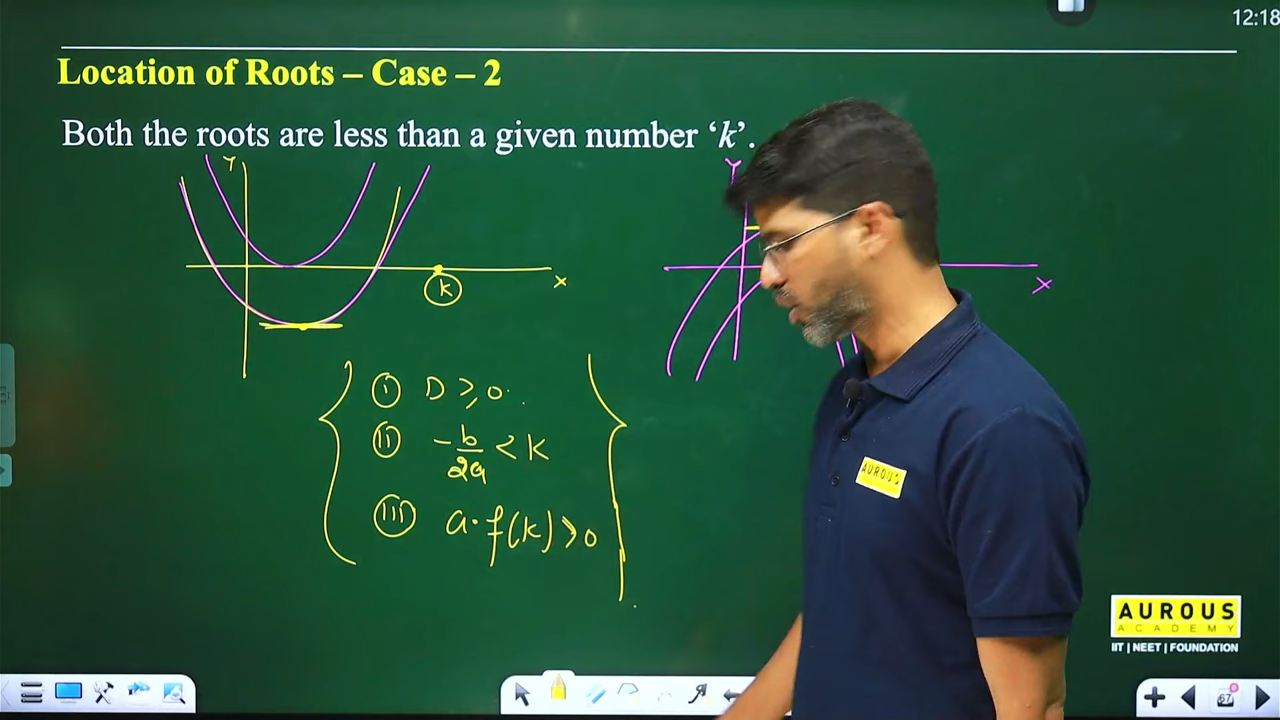 12:18
Location of Roots – Case – 2
Both the roots are less than a given number ‘k’.
Y
Y
K
x
x
(i) D ≥ 0.
(ii) -b/2a < K
(iii) a. f(k) ≥ 0
AUROUS
AUROUS
ACADEMY
IIT | NEET | FOUNDATION
67